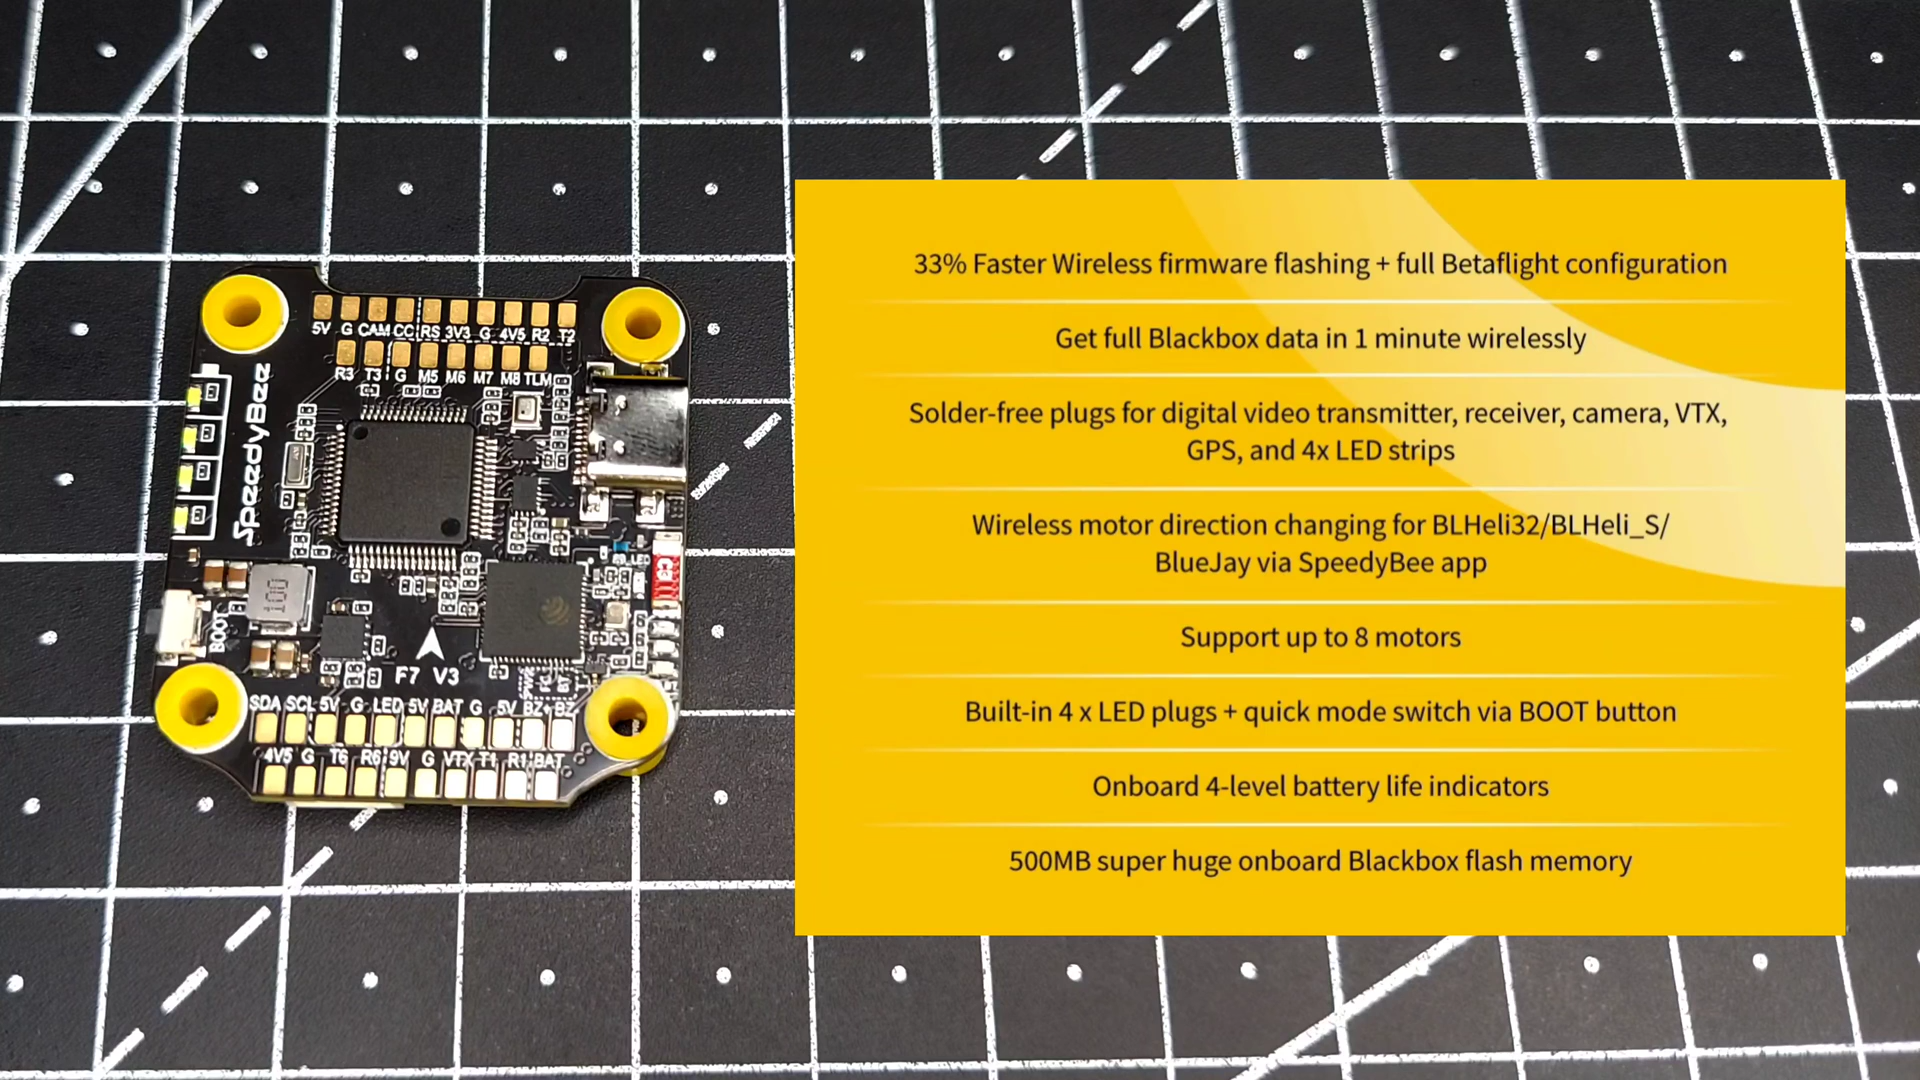 5V G CAM CC RS 3V3 G 4V5 R2 T2
R3 T3 G M5 M6 M7 M8 TLM
SpeedyBee
BOOT
F7 V3
SDA SCL 5V G LED 5V BAT G 5V BZ+ BZ-
4V5 G T6 R6 9V G VTX T1 R1 BAT
33% Faster Wireless firmware flashing + full Betaflight configuration
Get full Blackbox data in 1 minute wirelessly
Solder-free plugs for digital video transmitter, receiver, camera, VTX,
GPS, and 4x LED strips
Wireless motor direction changing for BLHeli32/BLHeli_S/
BlueJay via SpeedyBee app
Support up to 8 motors
Built-in 4 x LED plugs + quick mode switch via BOOT button
Onboard 4-level battery life indicators
500MB super huge onboard Blackbox flash memory